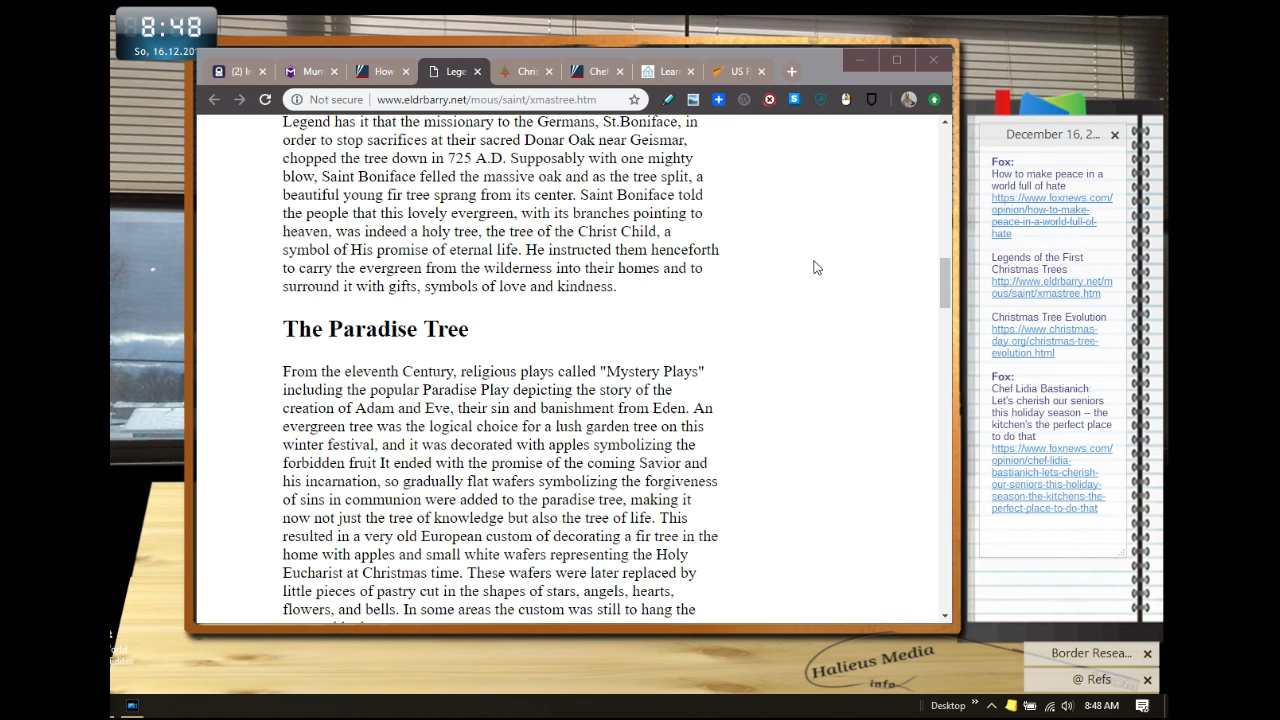 8:48
So, 16.12.20
(2) I
Mur
How
Lege
Chris
Chef
Lear
US F
Not secure
www.eldrbarry.net/mous/saint/xmastree.htm
Legend has it that the missionary to the Germans, St.Boniface, in
order to stop sacrifices at their sacred Donar Oak near Geismar,
chopped the tree down in 725 A.D. Supposably with one mighty
blow, Saint Boniface felled the massive oak and as the tree split, a
beautiful young fir tree sprang from its center. Saint Boniface told
the people that this lovely evergreen, with its branches pointing to
heaven, was indeed a holy tree, the tree of the Christ Child, a
symbol of His promise of eternal life. He instructed them henceforth
to carry the evergreen from the wilderness into their homes and to
surround it with gifts, symbols of love and kindness.
The Paradise Tree
From the eleventh Century, religious plays called "Mystery Plays"
including the popular Paradise Play depicting the story of the
creation of Adam and Eve, their sin and banishment from Eden. An
evergreen tree was the logical choice for a lush garden tree on this
winter festival, and it was decorated with apples symbolizing the
forbidden fruit It ended with the promise of the coming Savior and
his incarnation, so gradually flat wafers symbolizing the forgiveness
of sins in communion were added to the paradise tree, making it
now not just the tree of knowledge but also the tree of life. This
resulted in a very old European custom of decorating a fir tree in the
home with apples and small white wafers representing the Holy
Eucharist at Christmas time. These wafers were later replaced by
little pieces of pastry cut in the shapes of stars, angels, hearts,
flowers, and bells. In some areas the custom was still to hang the
December 16, 2...
Fox:
How to make peace in a
world full of hate
https://www.foxnews.com/
opinion/how-to-make-
peace-in-a-world-full-of-
hate
Legends of the First
Christmas Trees
http://www.eldrbarry.net/m
ous/saint/xmastree.htm
Christmas Tree Evolution
https://www.christmas-
day.org/christmas-tree-
evolution.html
Fox:
Chef Lidia Bastianich:
Let's cherish our seniors
this holiday season -- the
kitchen's the perfect place
to do that
https://www.foxnews.com/
opinion/chef-lidia-
bastianich-lets-cherish-
our-seniors-this-holiday-
season-the-kitchens-the-
perfect-place-to-do-that
Border Resea...
@ Refs
Halieus Media
info
orld
Editor
Desktop
8:48 AM